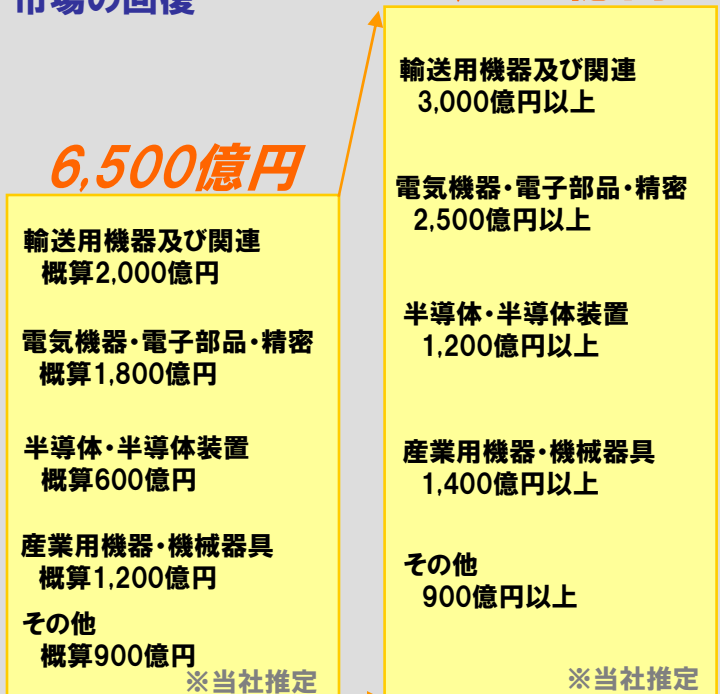 市場の回復
6,500億円
輸送用機器及び関連
概算2,000億円
電気機器・電子部品・精密
概算1,800億円
半導体・半導体装置
概算600億円
産業用機器・機械器具
概算1,200億円
その他
概算900億円
※当社推定
輸送用機器及び関連
3,000億円以上
電気機器・電子部品・精密
2,500億円以上
半導体・半導体装置
1,200億円以上
産業用機器・機械器具
1,400億円以上
その他
900億円以上
※当社推定